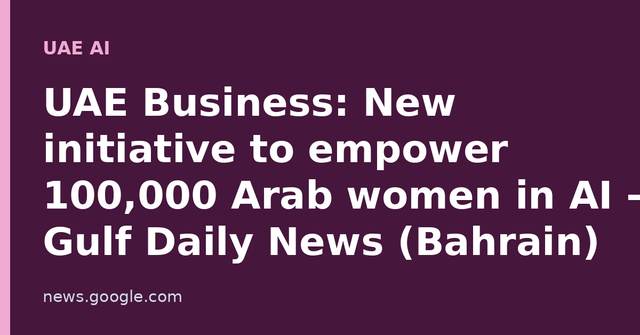 UAE AI
UAE Business: New
initiative to empower
100,000 Arab women in AI -
Gulf Daily News (Bahrain)
news.google.com